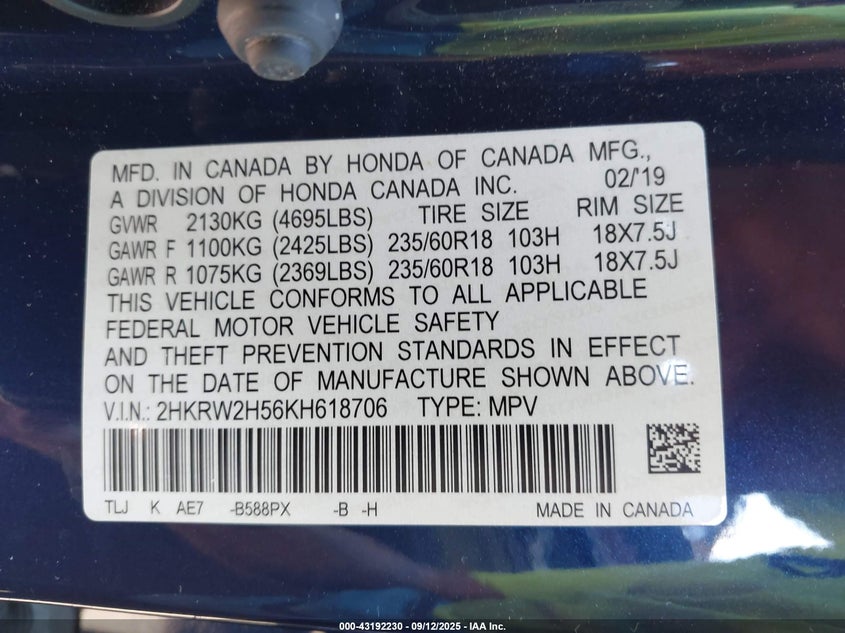 MFD. IN CANADA BY HONDA OF CANADA MFG.,
A DIVISION OF HONDA CANADA INC. 02/'19
GVWR 2130KG (4695LBS) TIRE SIZE RIM SIZE
GAWR F 1100KG (2425LBS) 235/60R18 103H 18X7.5J
GAWR R 1075KG (2369LBS) 235/60R18 103H 18X7.5J
THIS VEHICLE CONFORMS TO ALL APPLICABLE
FEDERAL MOTOR VEHICLE SAFETY
AND THEFT PREVENTION STANDARDS IN EFFECT
ON THE DATE OF MANUFACTURE SHOWN ABOVE.
V.I.N.: 2HKRW2H56KH618706 TYPE: MPV
TLJ K AE7 -B588PX -B -H MADE IN CANADA
000-43192230 - 09/12/2025 - IAA Inc.